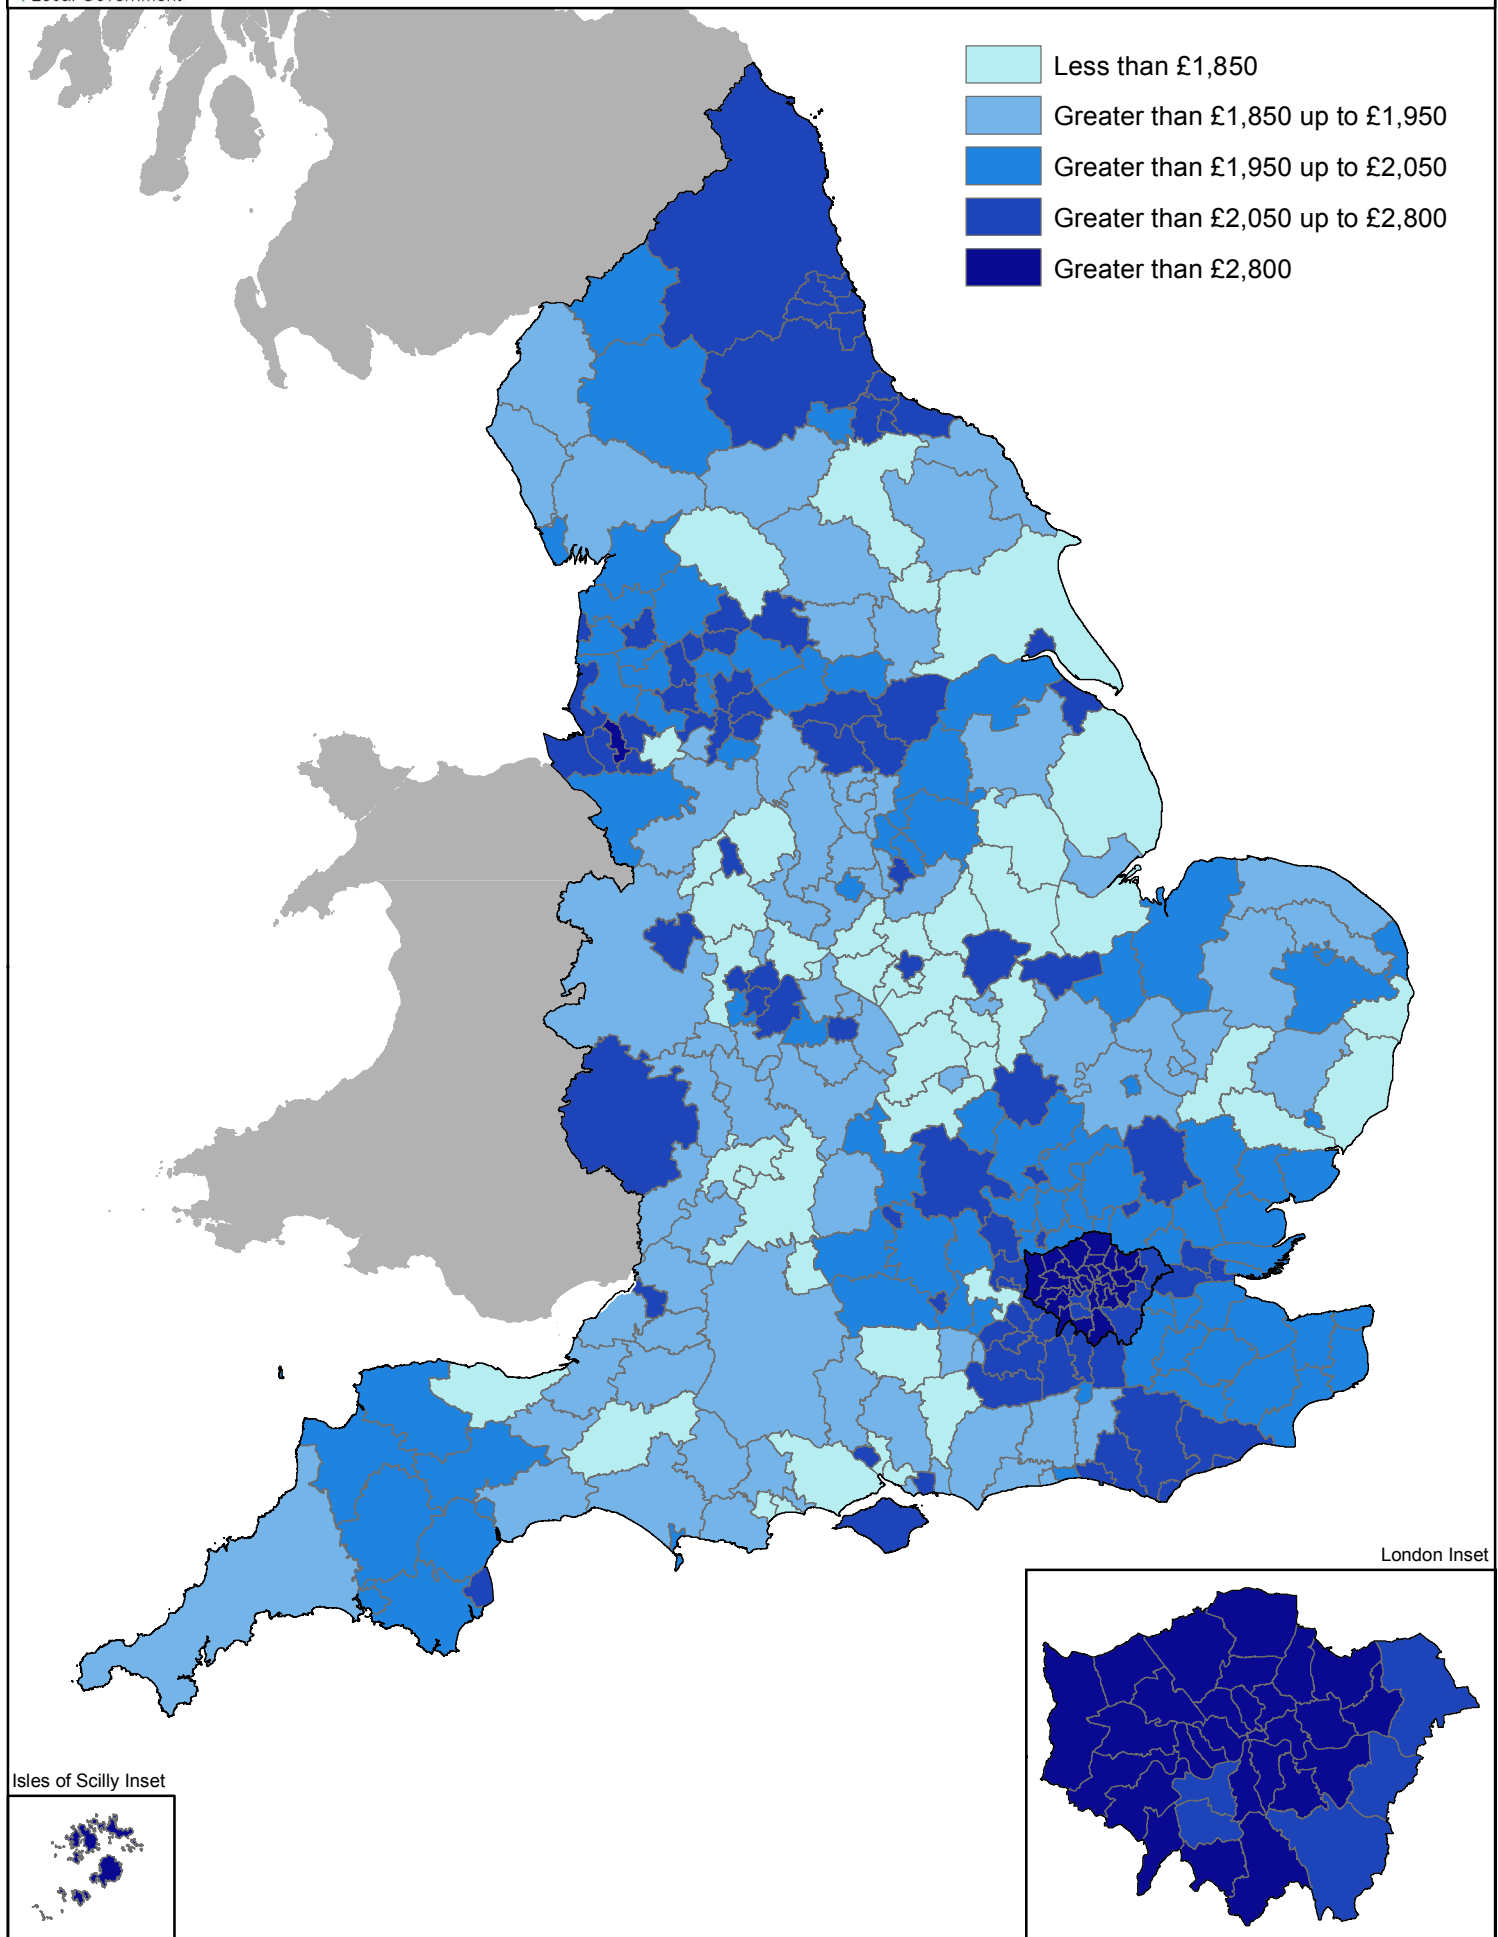 Local Government
Less than £1,850
Greater than £1,850 up to £1,950
Greater than £1,950 up to £2,050
Greater than £2,050 up to £2,800
Greater than £2,800
London Inset
Isles of Scilly Inset